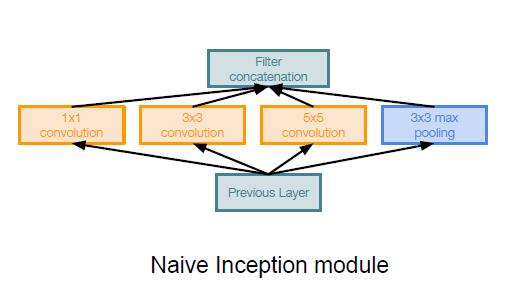 Filter
concatenation
1x1
convolution
3x3
convolution
5x5
convolution
3x3 max
pooling
Previous Layer
Naive Inception module